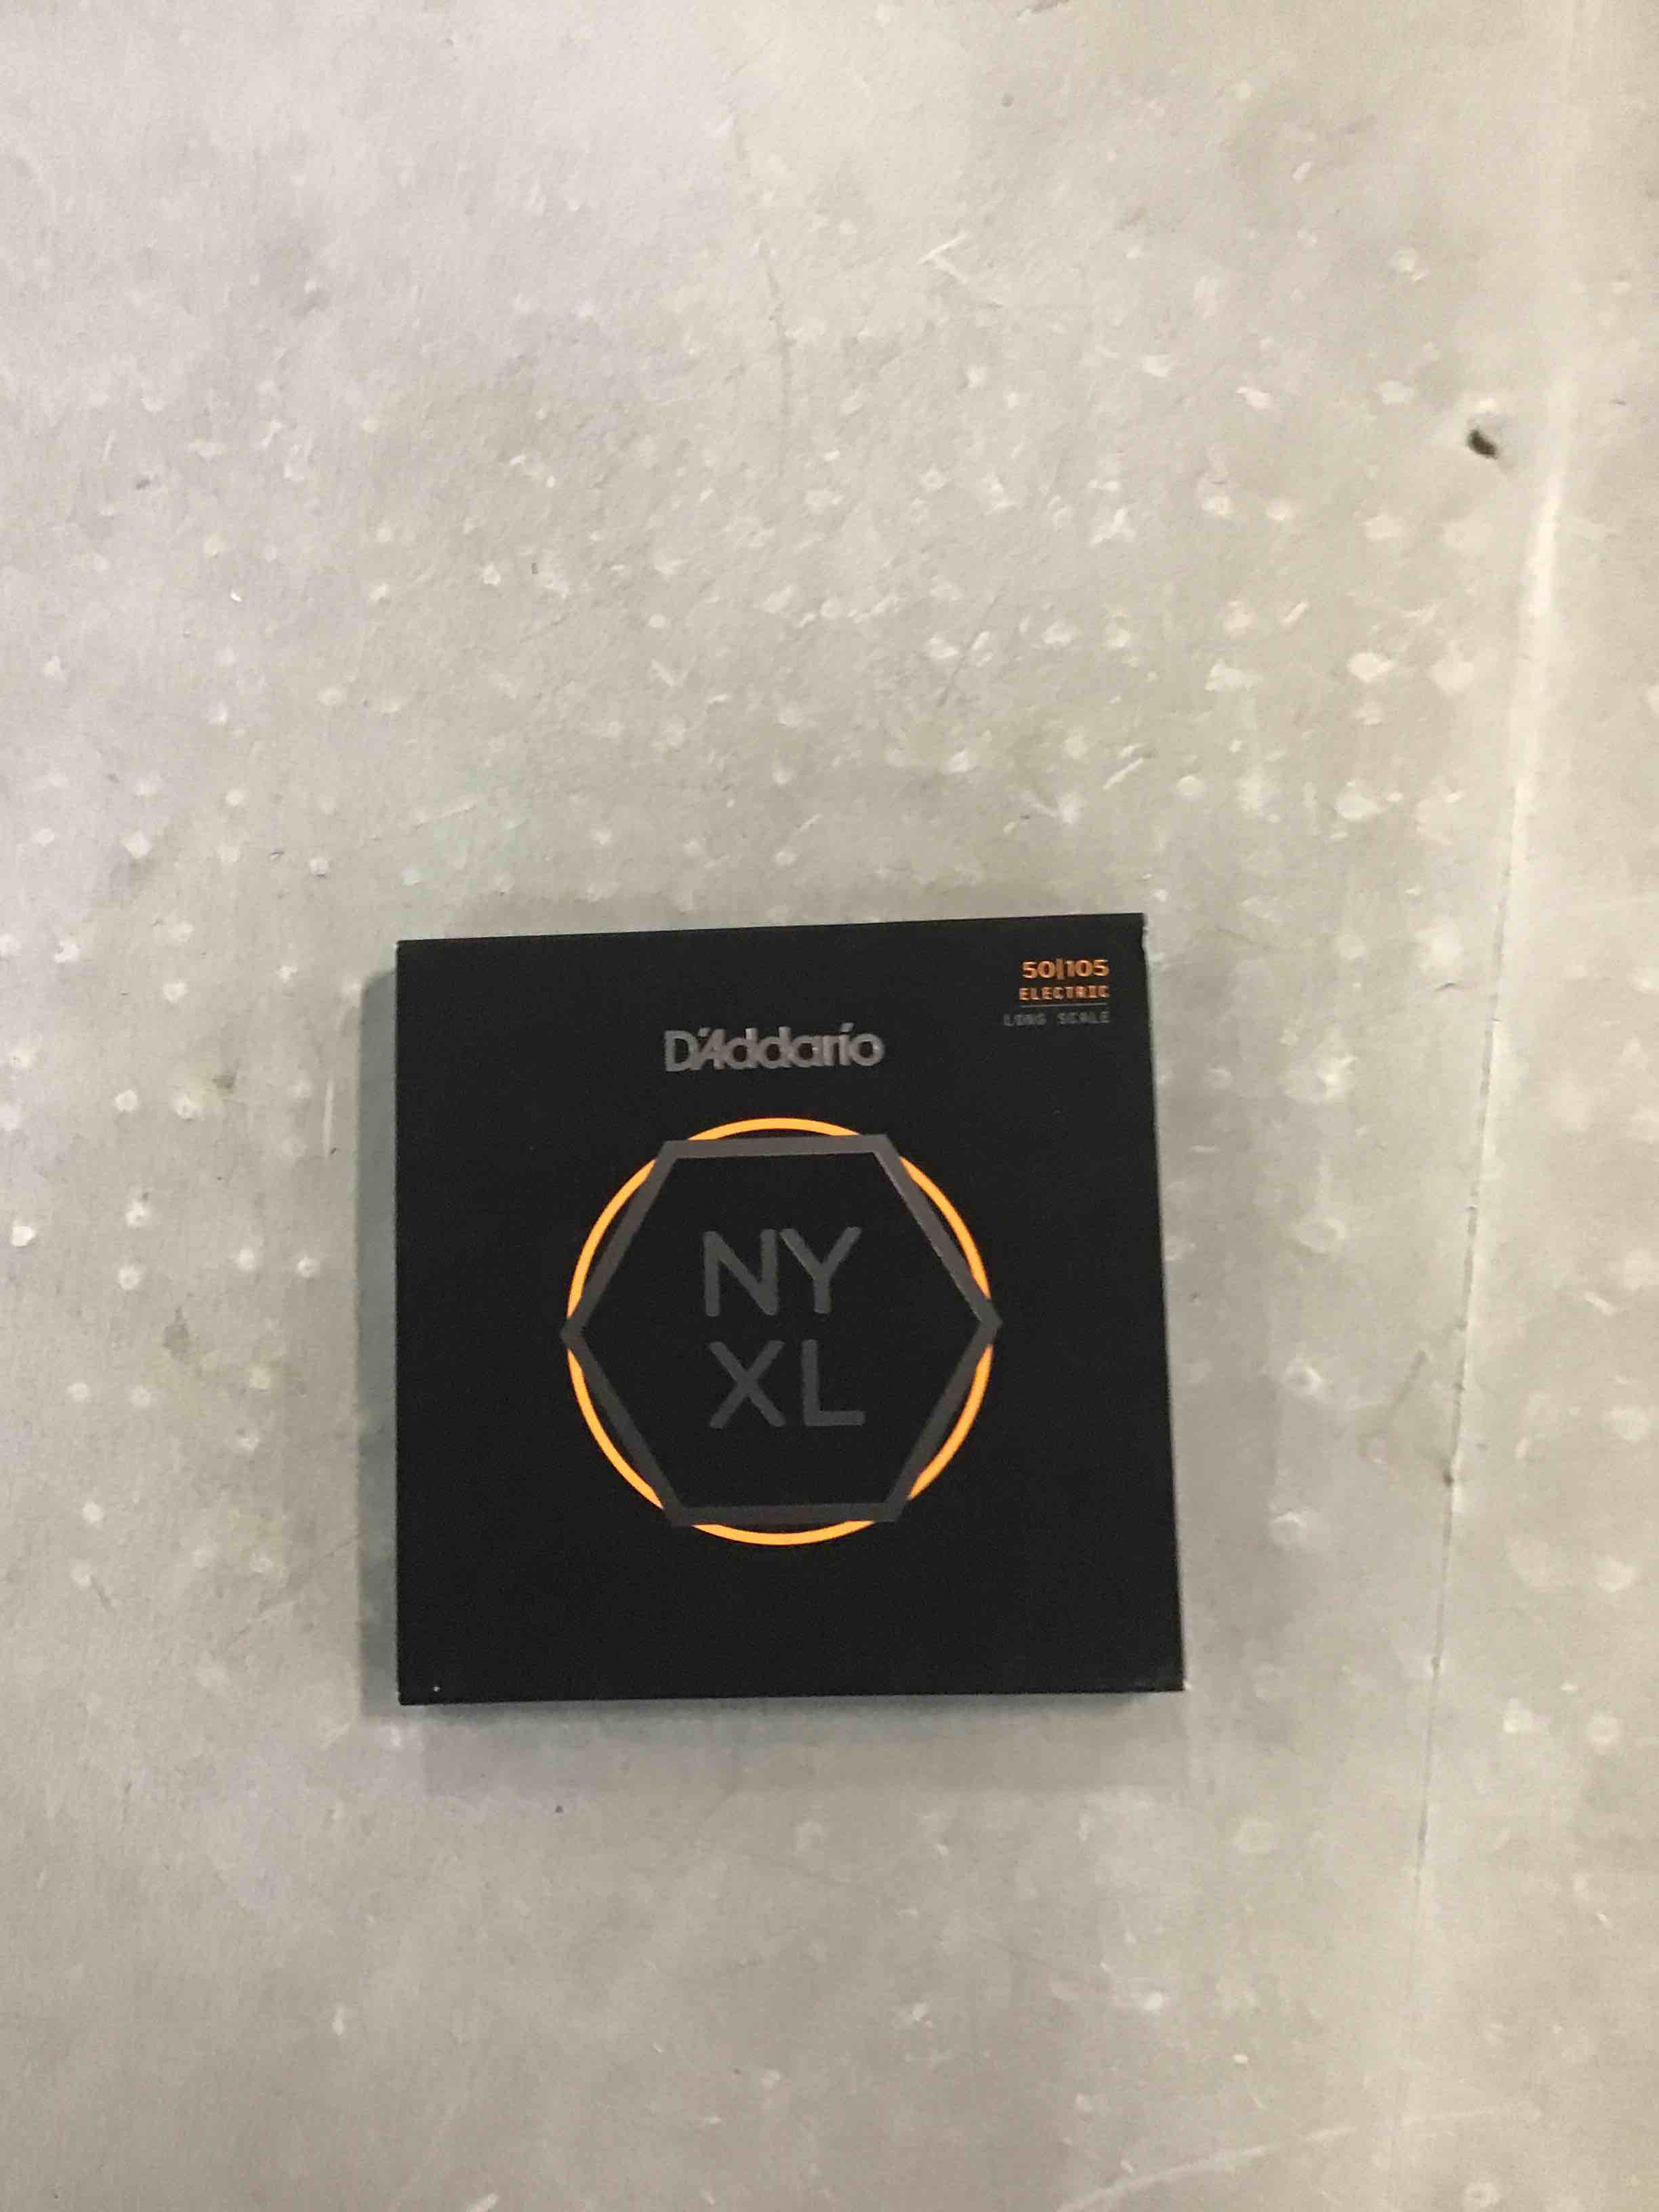 50|105
ELECTRIC
LONG SCALE
D'Addario
NY
XL